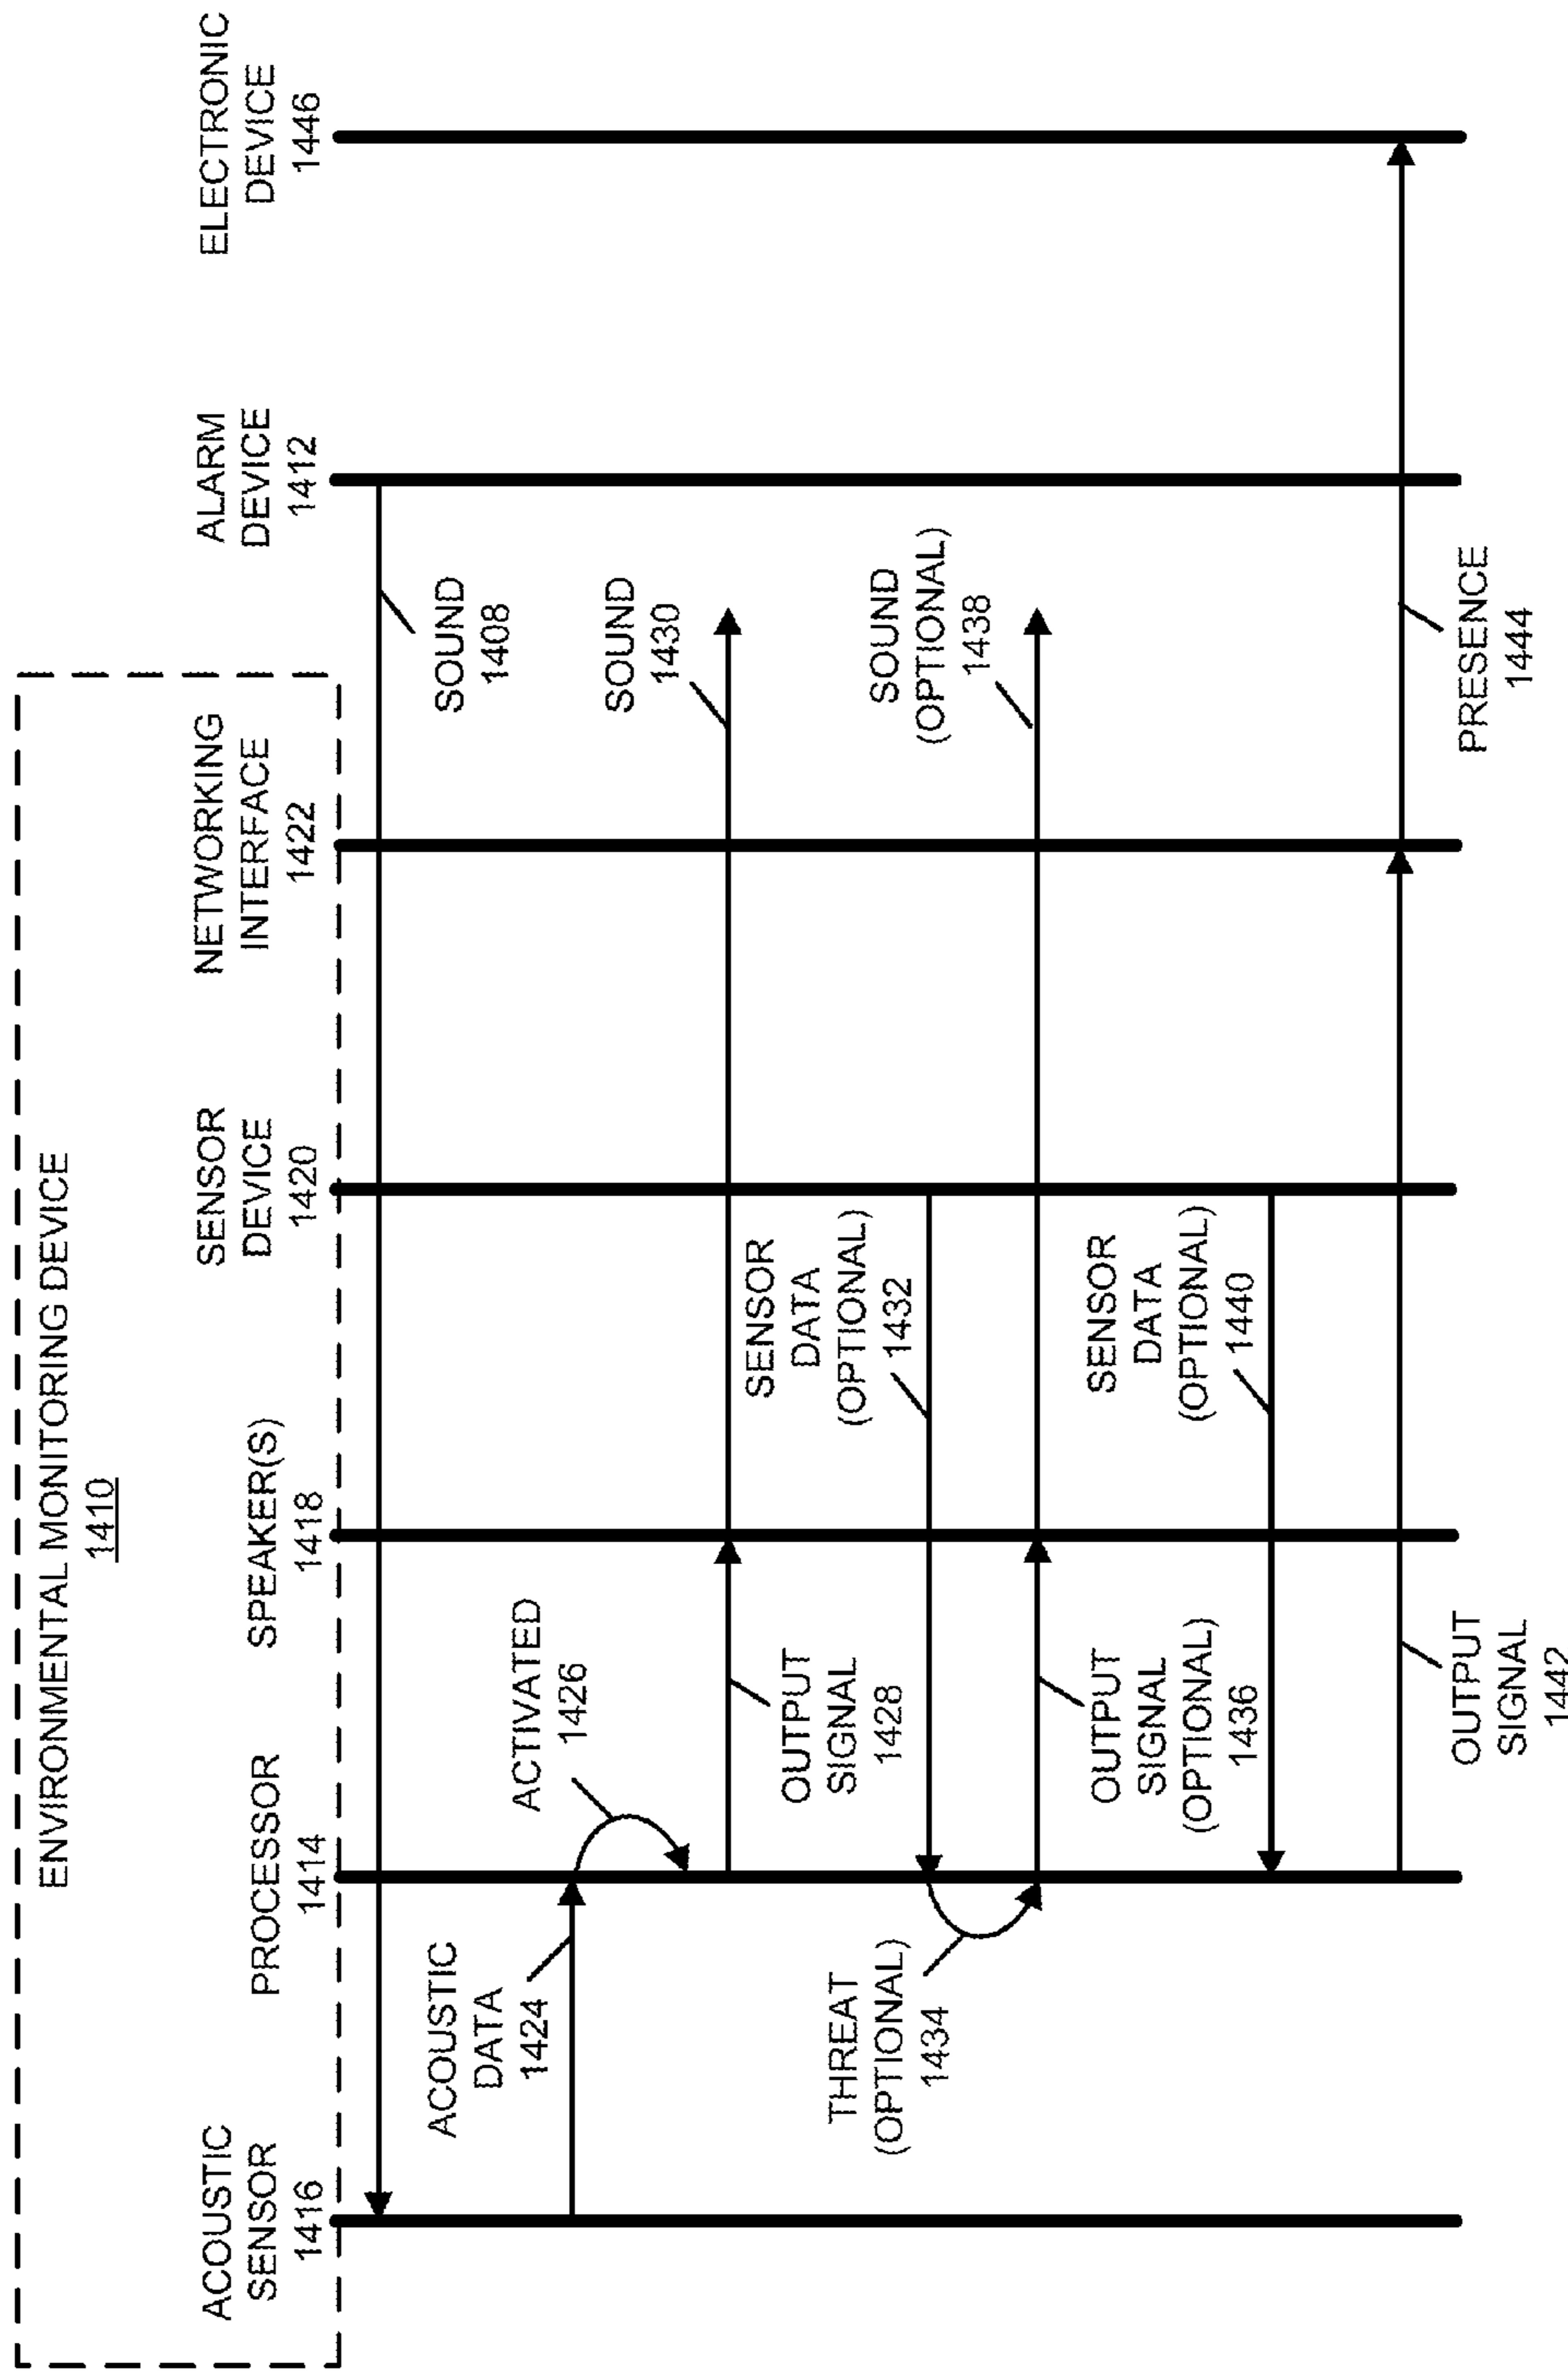 ENVIRONMENTAL MONITORING DEVICE
1410
ACOUSTIC
SENSOR
1416
PROCESSOR
1414
SPEAKER(S)
1418
SENSOR
DEVICE
1420
NETWORKING
INTERFACE
1422
ALARM
DEVICE
1412
ELECTRONIC
DEVICE
1446
SOUND
1408
ACOUSTIC
DATA
1424
ACTIVATED
1426
OUTPUT
SIGNAL
1428
SOUND
1430
SENSOR
DATA
(OPTIONAL)
1432
THREAT
(OPTIONAL)
1434
OUTPUT
SIGNAL
(OPTIONAL)
1436
SOUND
(OPTIONAL)
1438
SENSOR
DATA
(OPTIONAL)
1440
OUTPUT
SIGNAL
1442
PRESENCE
1444